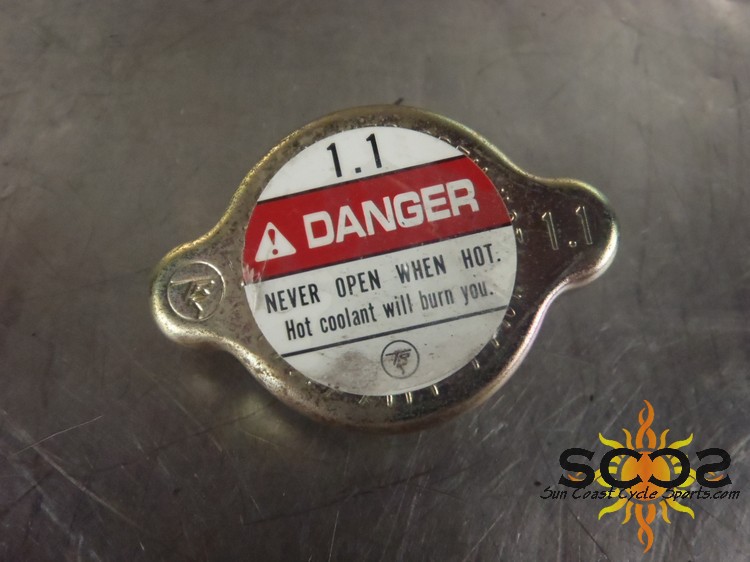 1.1
DANGER
1.1
NEVER OPEN WHEN HOT.
Hot coolant will burn you.
SCCS
Sun Coast Cycle Sports.com